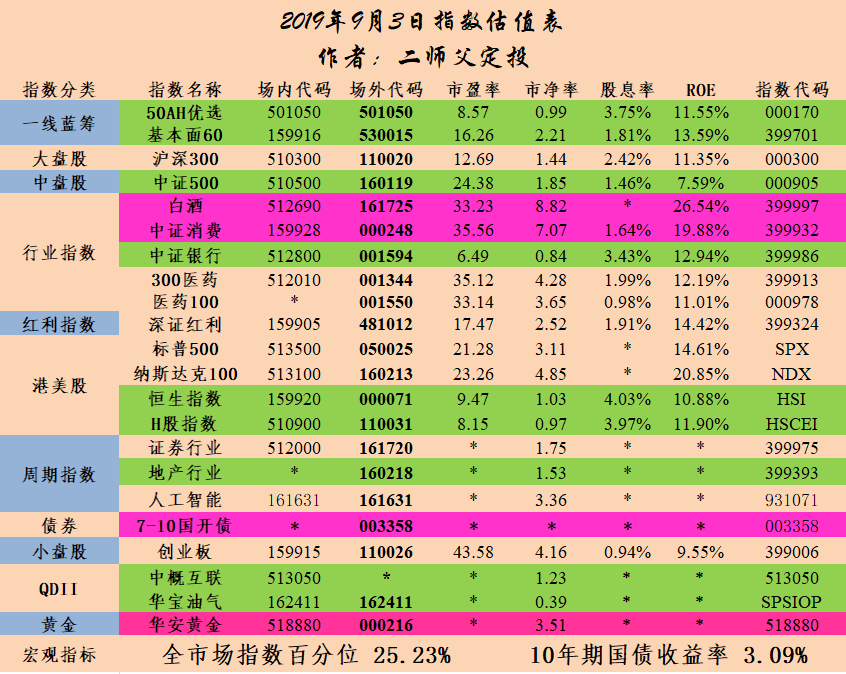 2019年9月3日指数估值表
作者：二师父定投
指数分类 指数名称 场内代码 场外代码 市盈率 市净率 股息率 ROE 指数代码
一线蓝筹 50AH优选 501050 501050 8.57 0.99 3.75% 11.55% 000170
基本面60 159916 530015 16.26 2.21 1.81% 13.59% 399701
大盘股 沪深300 510300 110020 12.69 1.44 2.42% 11.35% 000300
中盘股 中证500 510500 160119 24.38 1.85 1.46% 7.59% 000905
行业指数 白酒 512690 161725 33.23 8.82 * 26.54% 399997
中证消费 159928 000248 35.56 7.07 1.64% 19.88% 399932
中证银行 512800 001594 6.49 0.84 3.43% 12.94% 399986
300医药 512010 001344 35.12 4.28 1.99% 12.19% 399913
医药100 * 001550 33.14 3.65 0.98% 11.01% 000978
红利指数 深证红利 159905 481012 17.47 2.52 1.91% 14.42% 399324
港美股 标普500 513500 050025 21.28 3.11 * 14.61% SPX
纳斯达克100 513100 160213 23.26 4.85 * 20.85% NDX
恒生指数 159920 000071 9.47 1.03 4.03% 10.88% HSI
H股指数 510900 110031 8.15 0.97 3.97% 11.90% HSCEI
周期指数 证券行业 512000 161720 * 1.75 * * 399975
地产行业 * 160218 * 1.53 * * 399393
人工智能 161631 161631 * 3.36 * * 931071
债券 7-10国开债 * 003358 * * * * 003358
小盘股 创业板 159915 110026 43.58 4.16 0.94% 9.55% 399006
QDII 中概互联 513050 * * 1.23 * * 513050
华宝油气 162411 162411 * 0.39 * * SPSIOP
黄金 华安黄金 518880 000216 * 3.51 * * 518880
宏观指标 全市场指数百分位 25.23% 10年期国债收益率 3.09%